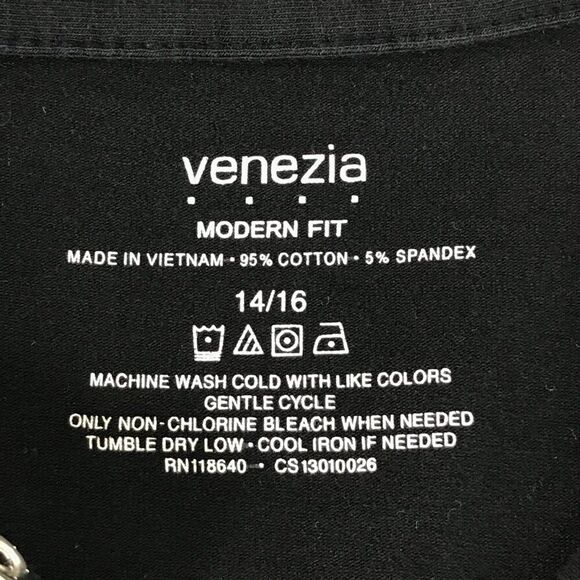 venezia
MODERN FIT
MADE IN VIETNAM • 95% COTTON • 5% SPANDEX
14/16
MACHINE WASH COLD WITH LIKE COLORS
GENTLE CYCLE
ONLY NON-CHLORINE BLEACH WHEN NEEDED
TUMBLE DRY LOW • COOL IRON IF NEEDED
RN118640 • CS13010026